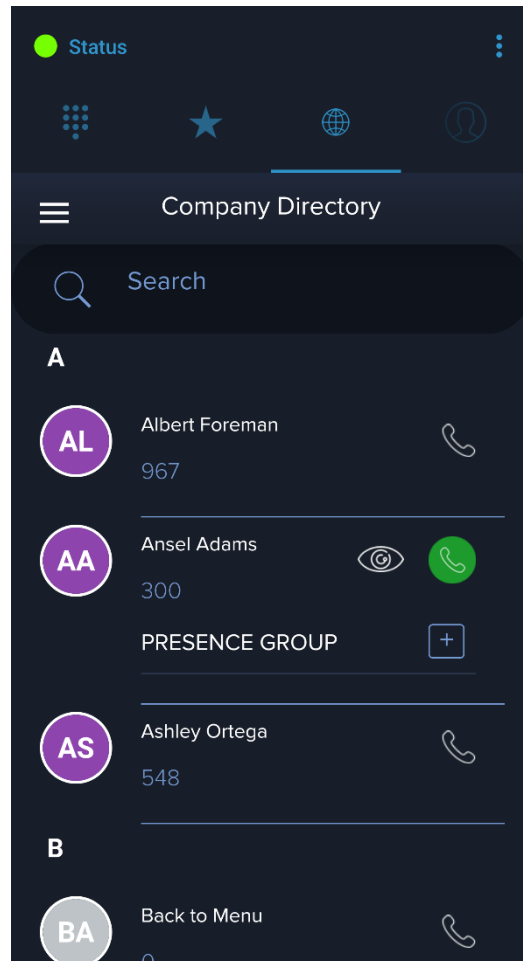 Status
Company Directory
Search
A
AL
Albert Foreman
967
AA
Ansel Adams
300
PRESENCE GROUP
AS
Ashley Ortega
548
B
BA
Back to Menu
0